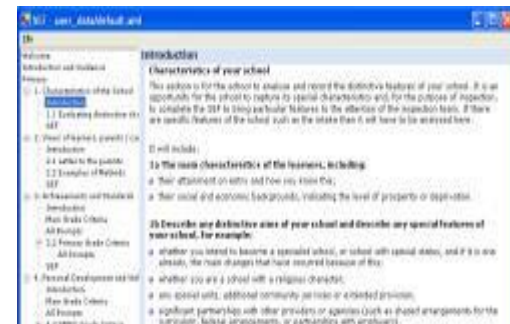 SEF - user_data/default.xml
Welcome
Introduction and Guidance
Primary
1. Characteristics of the School
Introduction
1.1 Evaluating distinctive
SEF
2. Views of learners, parents
Introduction
2.1 Letter to the parents
2.2 Examples of Methods
SEF
3. Achievements and Standards
Introduction
Main Grade Criteria
All Prompts
3.2 Primary Grade Criteria
All Prompts
SEF
4. Personal Development and
Introduction
Main Grade Criteria
All Prompts
Introduction
Characteristics of your school
This section is for the school to analyse and record the distinctive features of your school. It is an
opportunity for the school to capture its special characteristics and, for the purpose of inspection,
to complete the SEF to bring particular features to the attention of the inspection team. If there
are specific features of the school such as the intake then it will have to be analysed here.
It will include:
1a The main characteristics of the learners, including:
their attainment on entry and how you know this;
their social and economic backgrounds, indicating the level of prosperity or deprivation.
1b Describe any distinctive aims of your school and describe any special features of
your school, for example:
whether you intend to become a specialist school, or school with special status, and if it is one
already, the main changes that have occurred because of this;
whether you are a school with a religious character;
any special units, additional community services or extended provision;
significant partnerships with other providers or agencies (such as shared arrangements for the
curriculum, federal arrangements, or partnerships with employers).